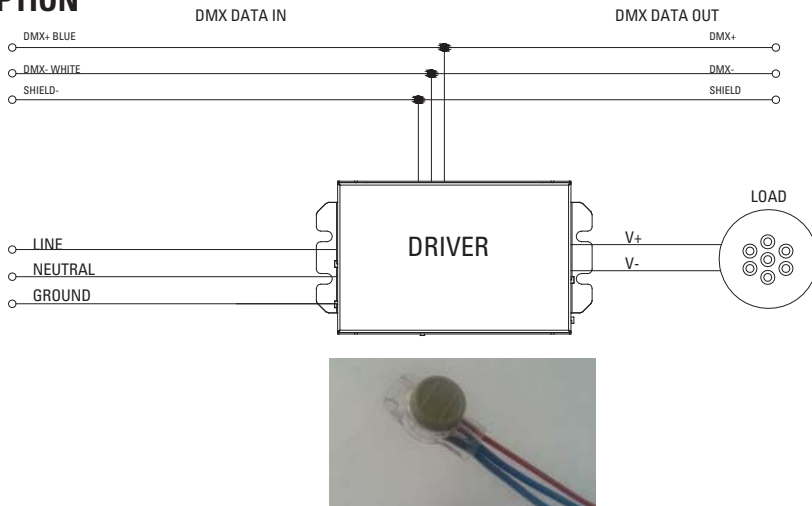 PTION
DMX DATA IN
DMX DATA OUT
DMX+ BLUE
DMX+
DMX- WHITE
DMX-
SHIELD-
SHIELD
LOAD
LINE
DRIVER
V+
NEUTRAL
V-
GROUND